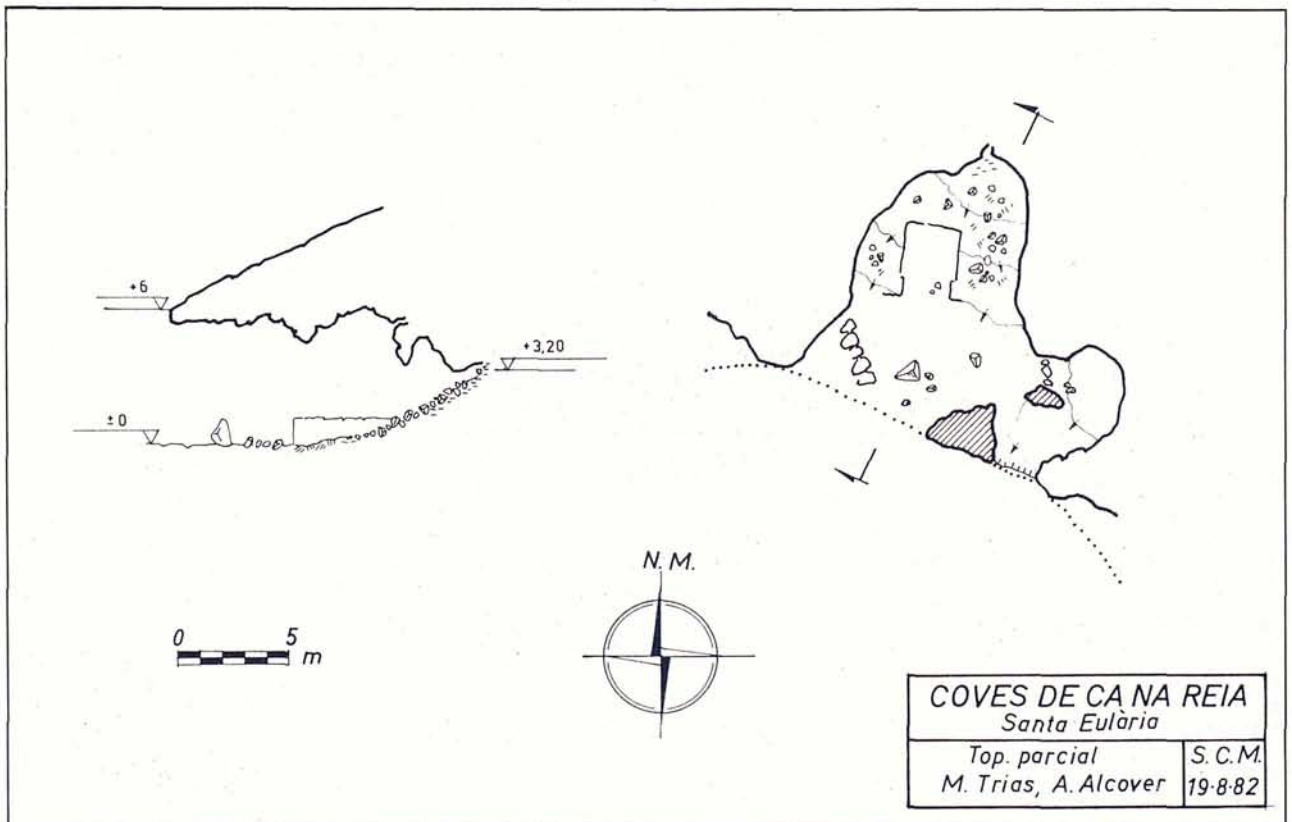 +6
+3,20
±0
N. M.
0 5 m
COVES DE CA NA REIA
Santa Eulària
Top. parcial
M. Trias, A. Alcover
S. C. M.
19-8-82